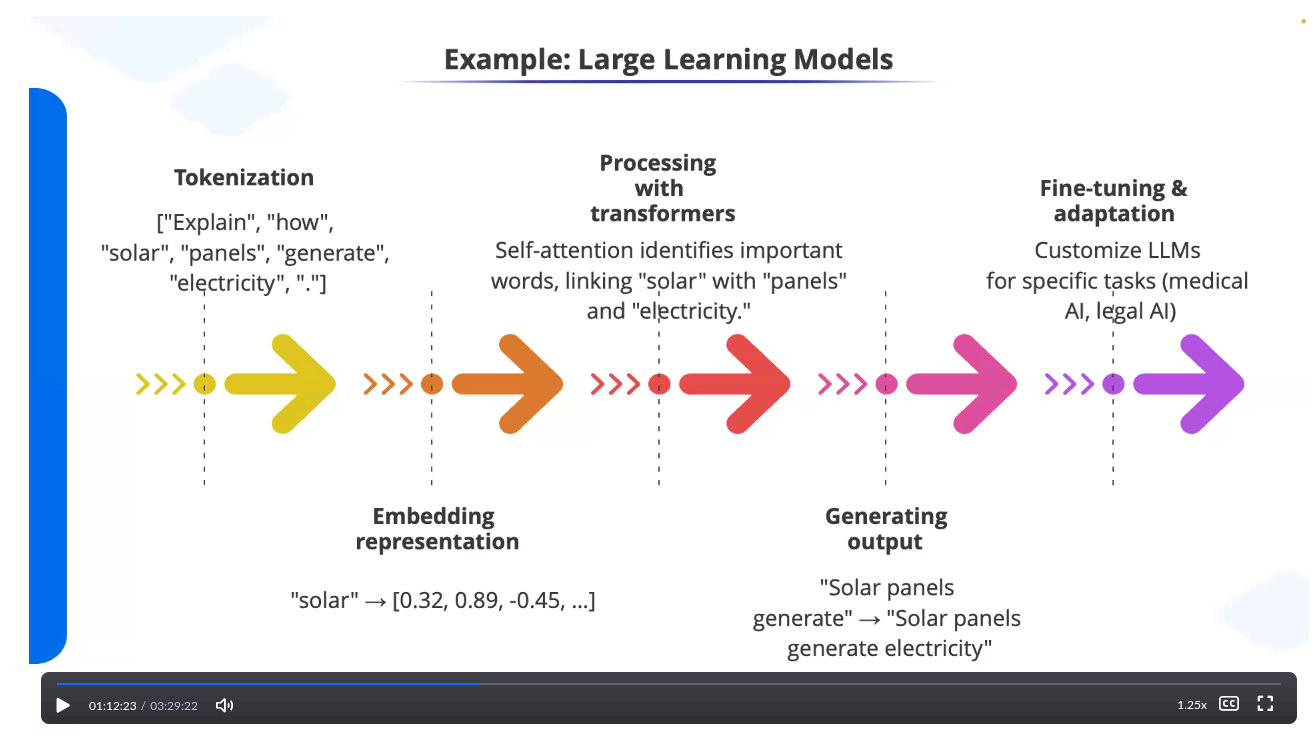 Example: Large Learning Models
Tokenization
["Explain", "how",
"solar", "panels", "generate",
"electricity", "."]
Embedding
representation
"solar" → [0.32, 0.89, -0.45, ...]
Processing
with
transformers
Self-attention identifies important
words, linking "solar" with "panels"
and "electricity."
Generating
output
"Solar panels
generate" → "Solar panels
generate electricity"
Fine-tuning &
adaptation
Customize LLMs
for specific tasks (medical
AI, legal AI)
01:12:23 / 03:29:22
1.25x
CC